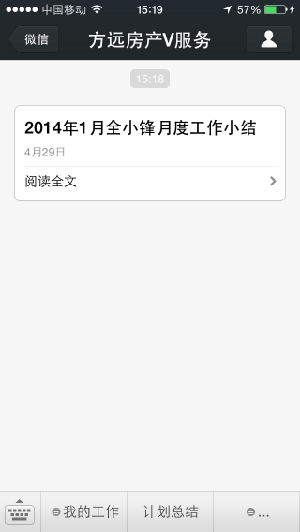 中国移动 15:19 57%
微信 方远房产V服务
15:18
2014年1月全小锋月度工作小结
4月29日
阅读全文
我的工作 计划总结 ...